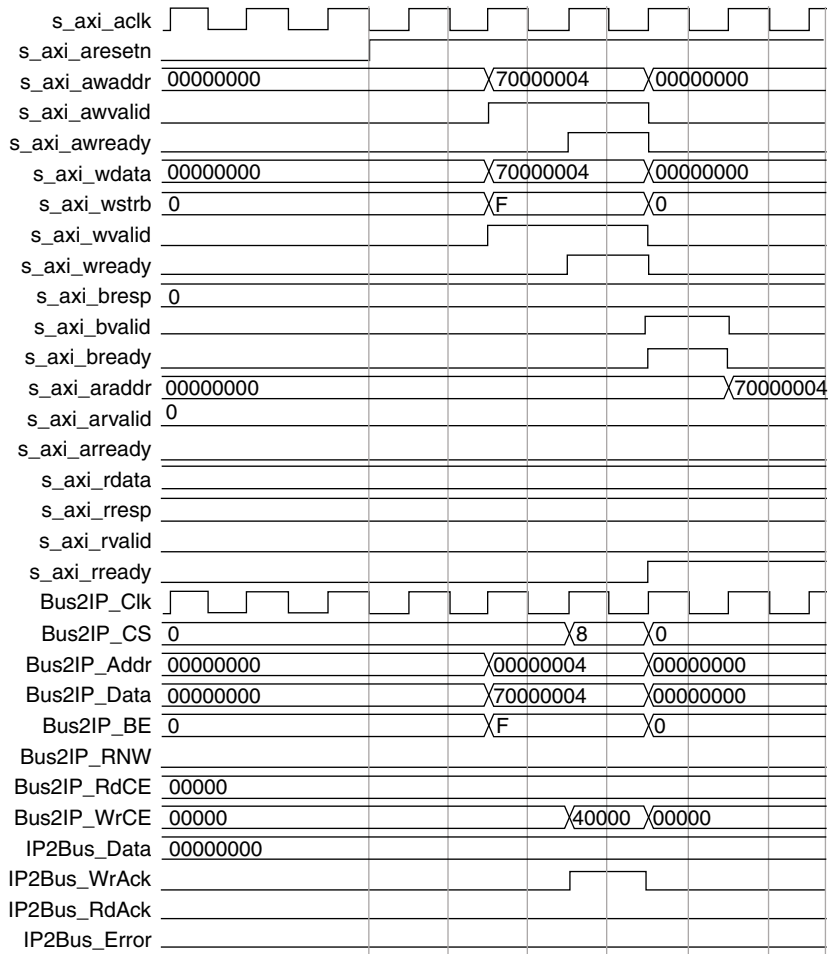 s_axi_aclk
s_axi_aresetn
s_axi_awaddr 00000000 70000004 00000000
s_axi_awvalid
s_axi_awready
s_axi_wdata 00000000 70000004 00000000
s_axi_wstrb 0 F 0
s_axi_wvalid
s_axi_wready
s_axi_bresp 0
s_axi_bvalid
s_axi_bready
s_axi_araddr 00000000 70000004
s_axi_arvalid 0
s_axi_arready
s_axi_rdata
s_axi_rresp
s_axi_rvalid
s_axi_rready
Bus2IP_Clk
Bus2IP_CS 0 8 0
Bus2IP_Addr 00000000 00000004 00000000
Bus2IP_Data 00000000 70000004 00000000
Bus2IP_BE 0 F 0
Bus2IP_RNW
Bus2IP_RdCE 00000
Bus2IP_WrCE 00000 40000 00000
IP2Bus_Data 00000000
IP2Bus_WrAck
IP2Bus_RdAck
IP2Bus_Error